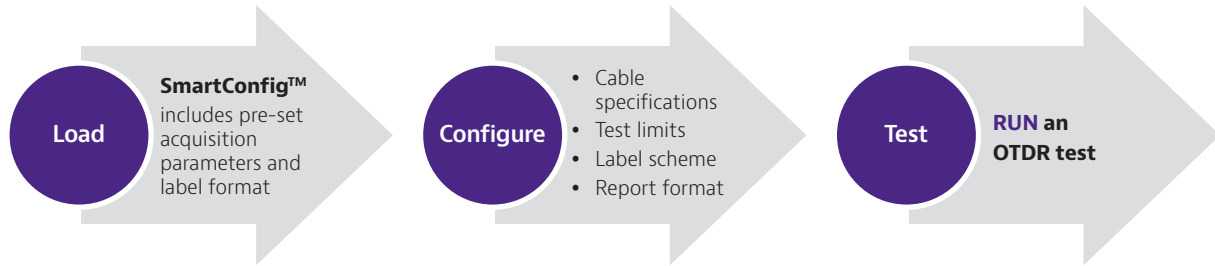 Load
SmartConfig™
includes pre-set
acquisition
parameters and
label format
Configure
• Cable
specifications
• Test limits
• Label scheme
• Report format
Test
RUN an
OTDR test